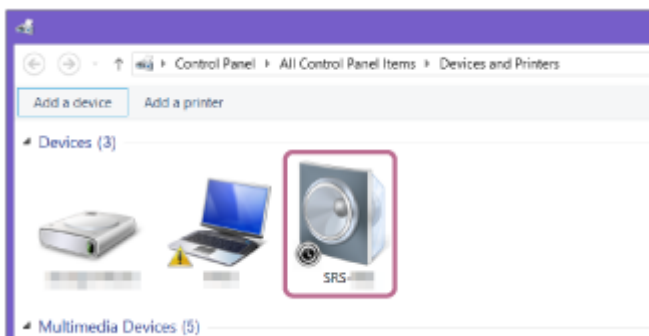 Control Panel ▸ All Control Panel Items ▸ Devices and Printers
Add a device Add a printer
Devices (3)
SRS-
Multimedia Devices (5)